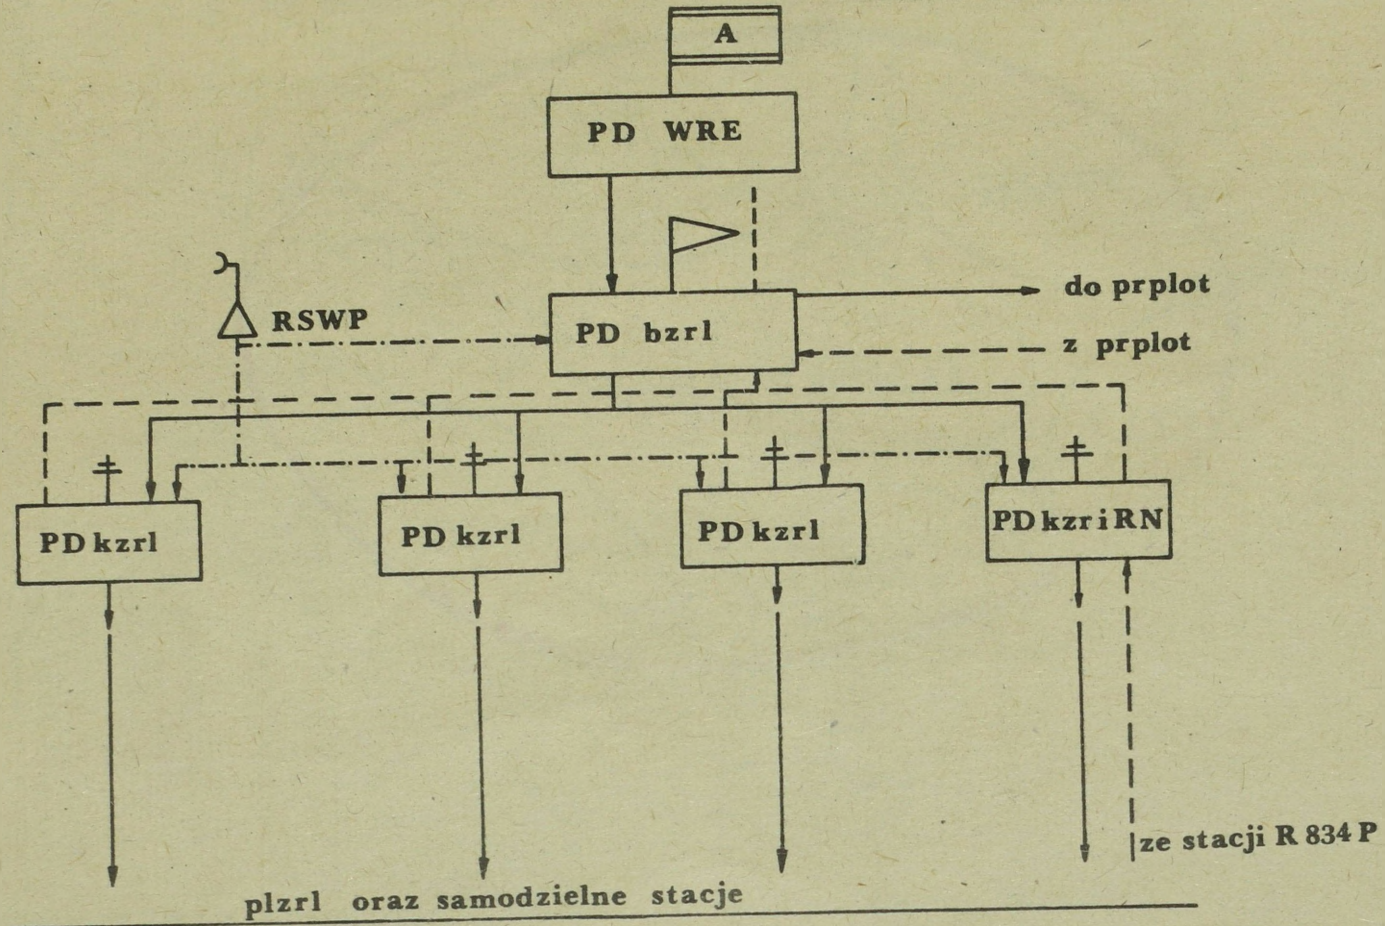 A
PD WRE
do prplot
RSWP
PD bzrl
z prplot
PD kzrl
PD kzrl
PD kzrl
PD kzr i RN
ze stacji R 834 P
plzrl oraz samodzielne stacje